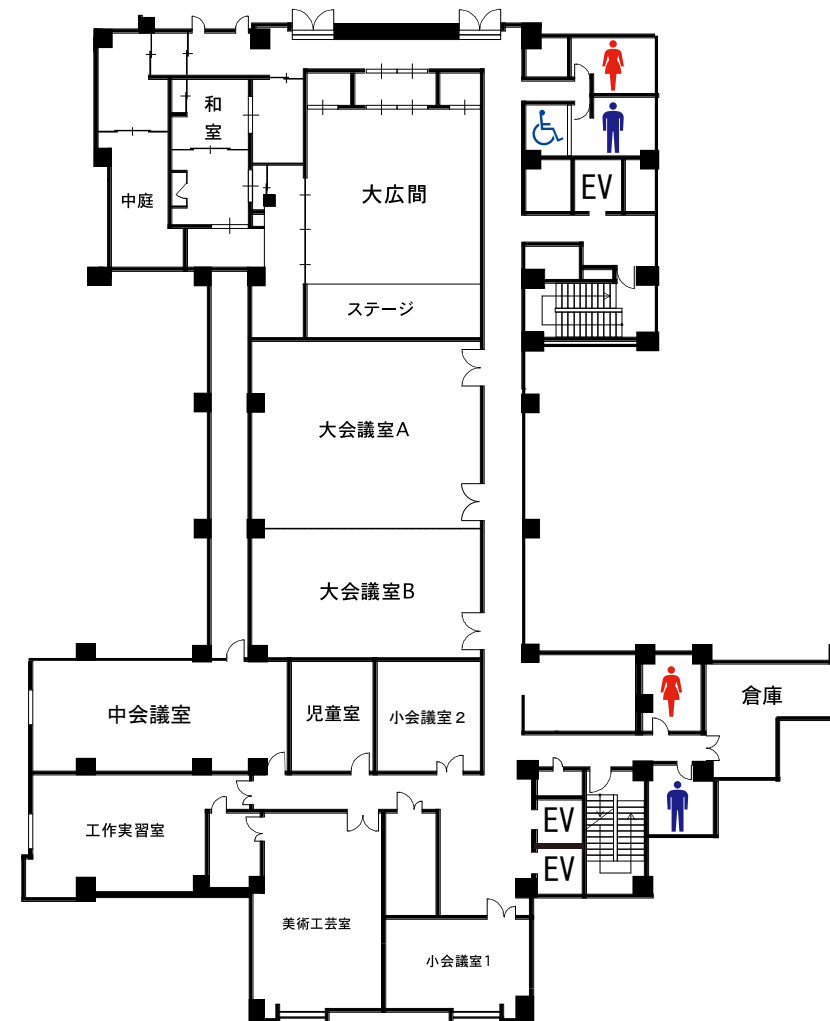 和
室
中庭
大広間
EV
ステージ
大会議室A
大会議室B
中会議室
児童室
小会議室2
倉庫
工作実習室
EV
EV
美術工芸室
小会議室1